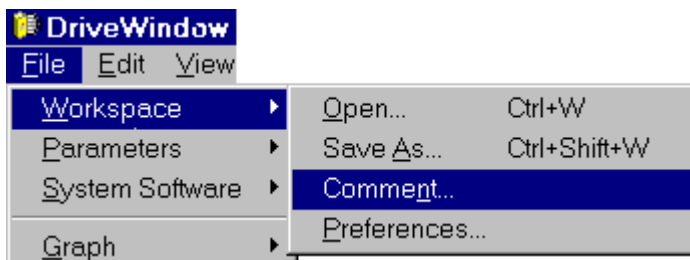 DriveWindow
File Edit View
Workspace
Parameters
System Software
Graph
Open... Ctrl+W
Save As... Ctrl+Shift+W
Comment...
Preferences...